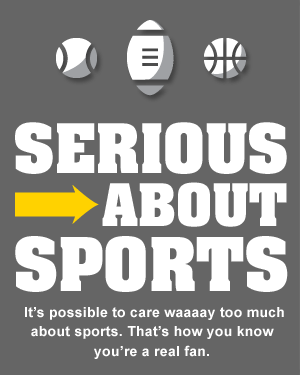 SERIOUS
ABOUT
SPORTS
It's possible to care waaaay too much
about sports. That's how you know
you're a real fan.